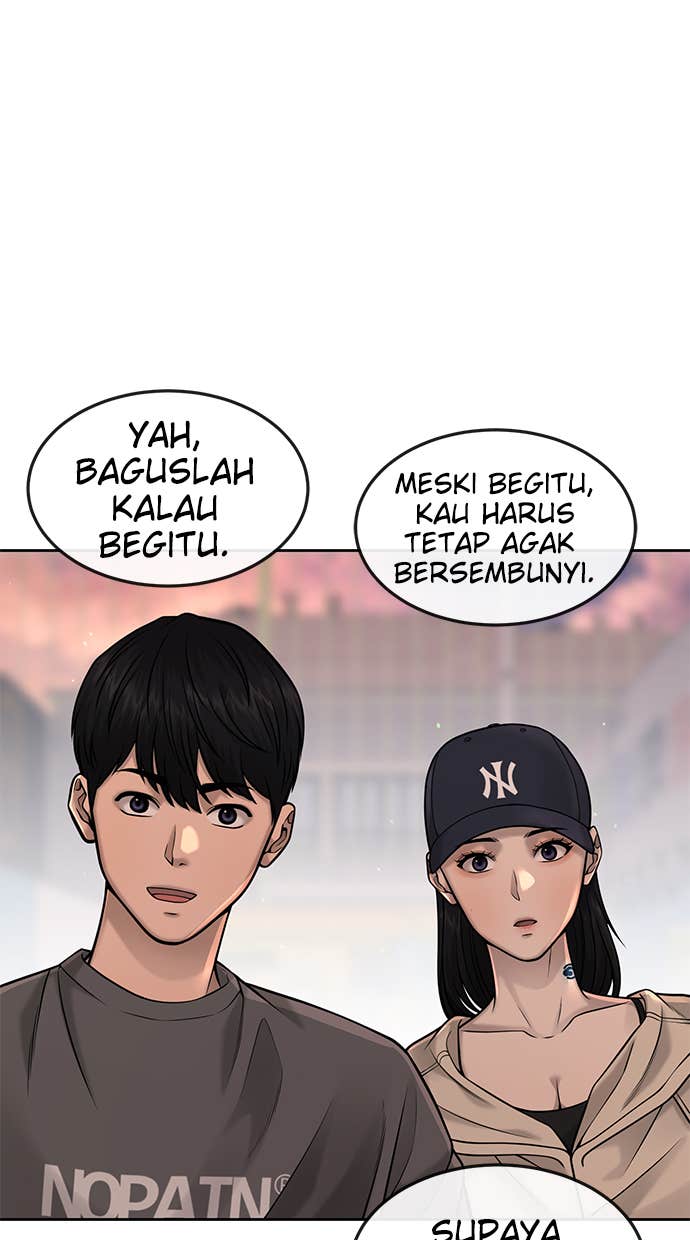 YAH,
BAGUSLAH
KALAU
BEGITU.
MESKI BEGITU,
KAU HARUS
TETAP AGAK
BERSEMBUNYI.
NY
NOPATN®
SUPAYA